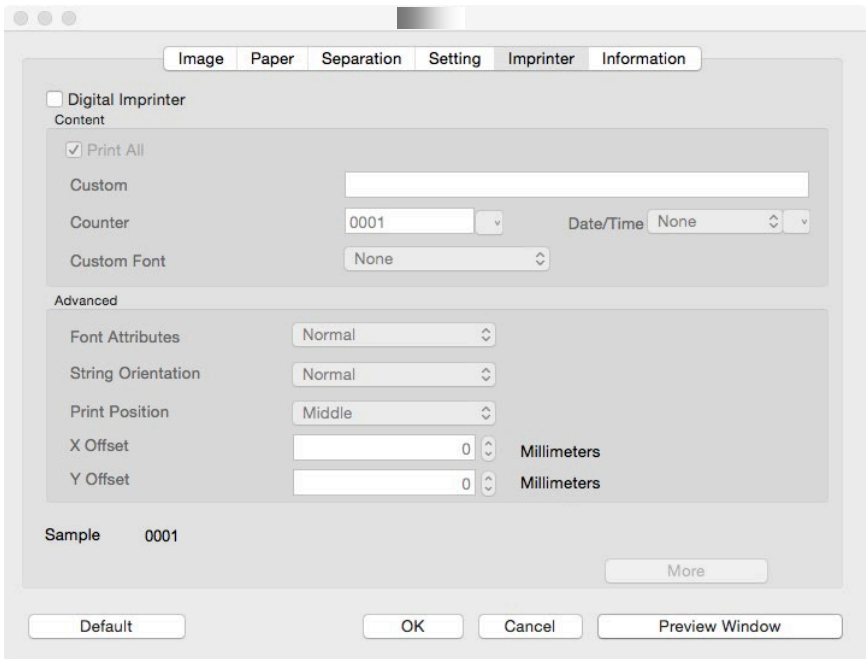 Image Paper Separation Setting Imprinter Information
Digital Imprinter
Content
Print All
Custom
Counter 0001 Date/Time None
Custom Font None
Advanced
Font Attributes Normal
String Orientation Normal
Print Position Middle
X Offset 0 Millimeters
Y Offset 0 Millimeters
Sample 0001
More
Default OK Cancel Preview Window